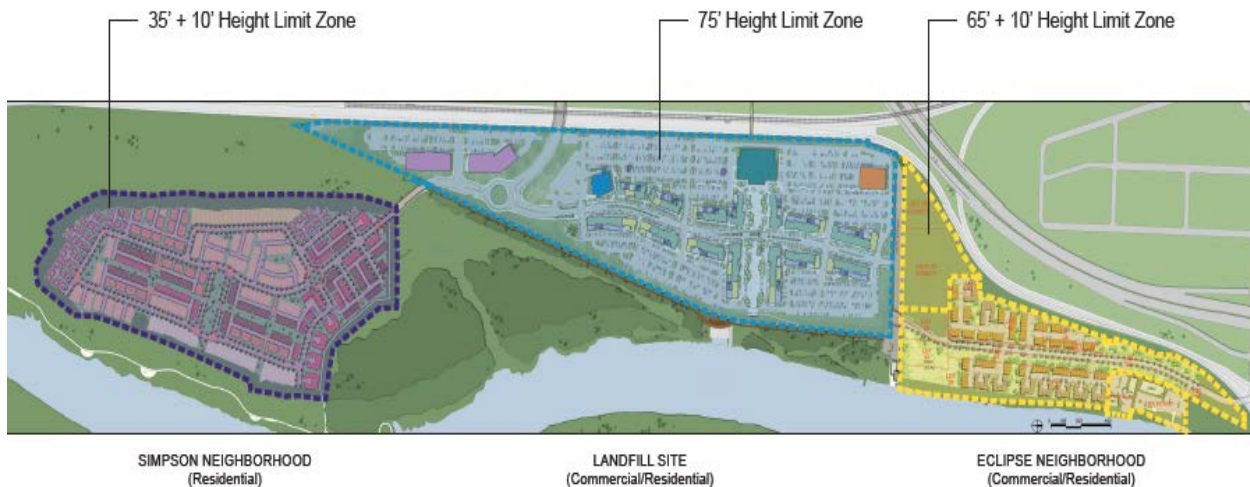 35’ + 10’ Height Limit Zone
75’ Height Limit Zone
65’ + 10’ Height Limit Zone
SIMPSON NEIGHBORHOOD
(Residential)
LANDFILL SITE
(Commercial/Residential)
ECLIPSE NEIGHBORHOOD
(Commercial/Residential)